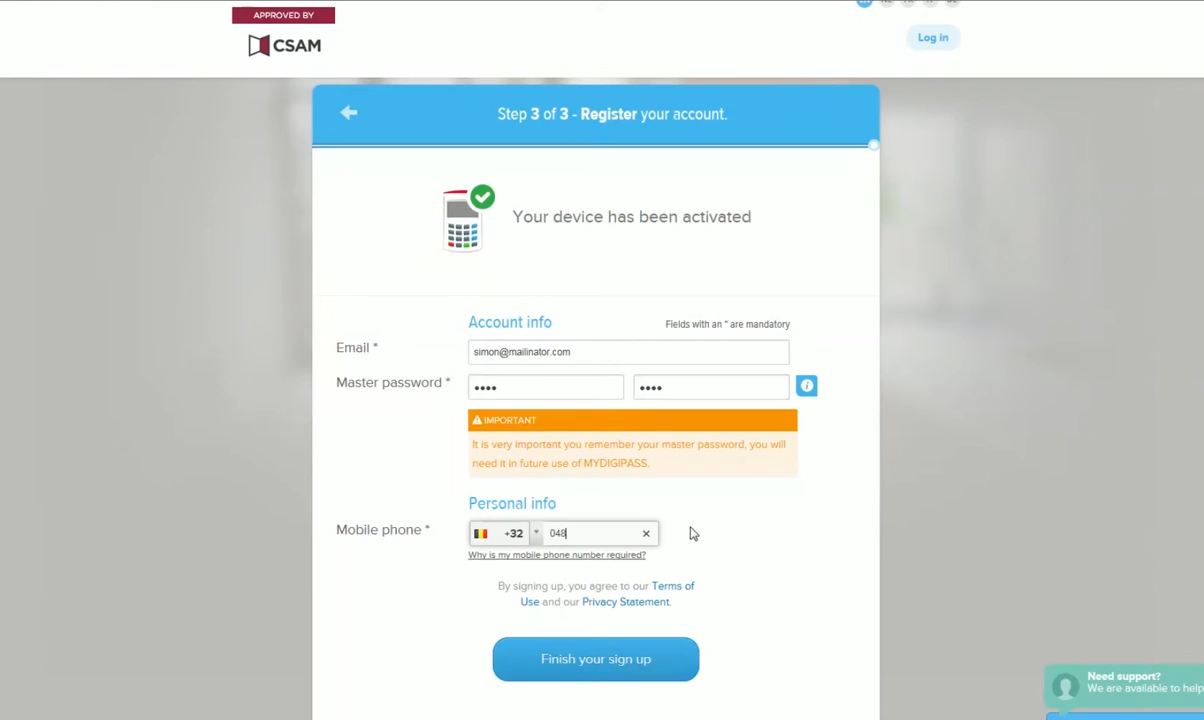 APPROVED BY
CSAM
Log in
Step 3 of 3 - Register your account.
Your device has been activated
Account info
Fields with an * are mandatory
Email *
simon@mailinator.com
Master password *
••••
••••
IMPORTANT
It is very important you remember your master password, you will
need it in future use of MYDIGIPASS.
Personal info
Mobile phone *
+32
048
Why is my mobile phone number required?
By signing up, you agree to our Terms of
Use and our Privacy Statement.
Finish your sign up
Need support?
We are available to help